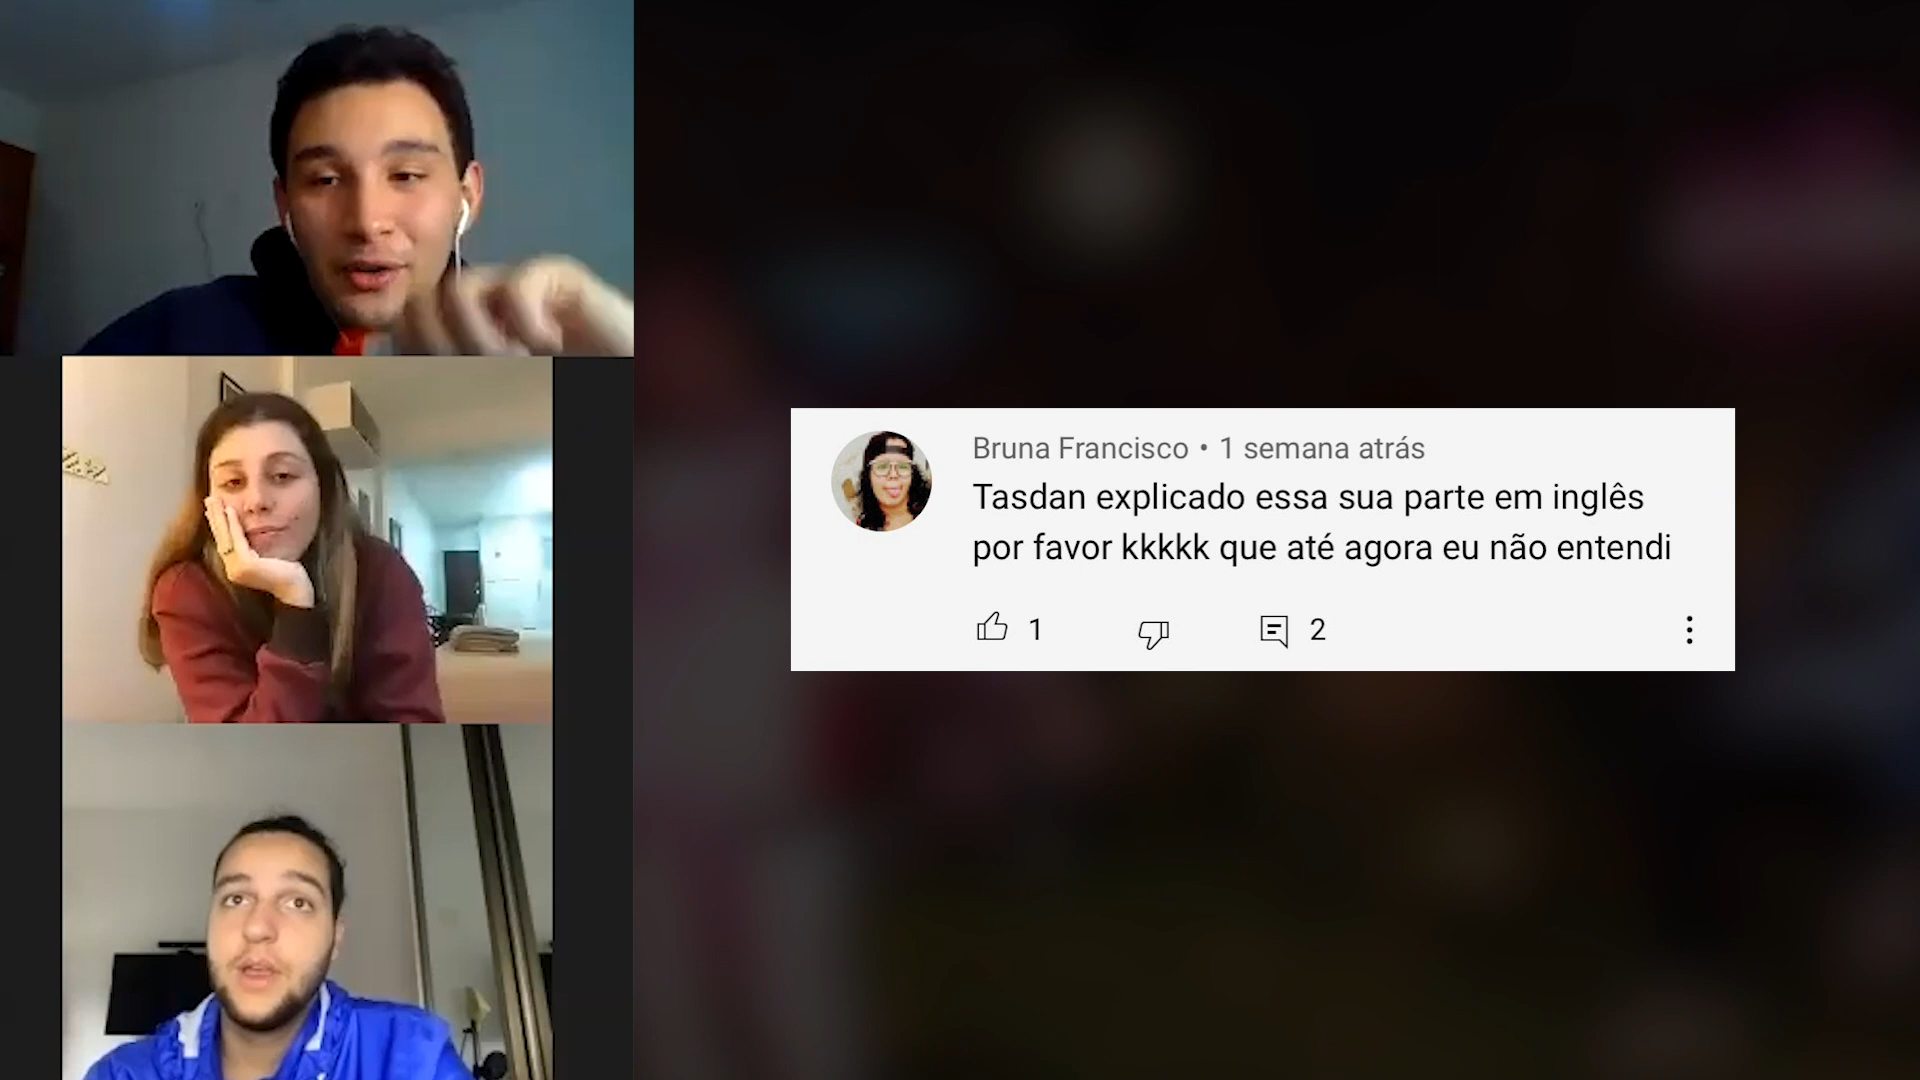 Bruna Francisco • 1 semana atrás
Tasdan explicado essa sua parte em inglês
por favor kkkkk que até agora eu não entendi
1
2